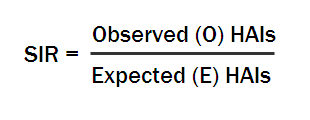 Observed (O) HAIs
SIR =
Expected (E) HAIs